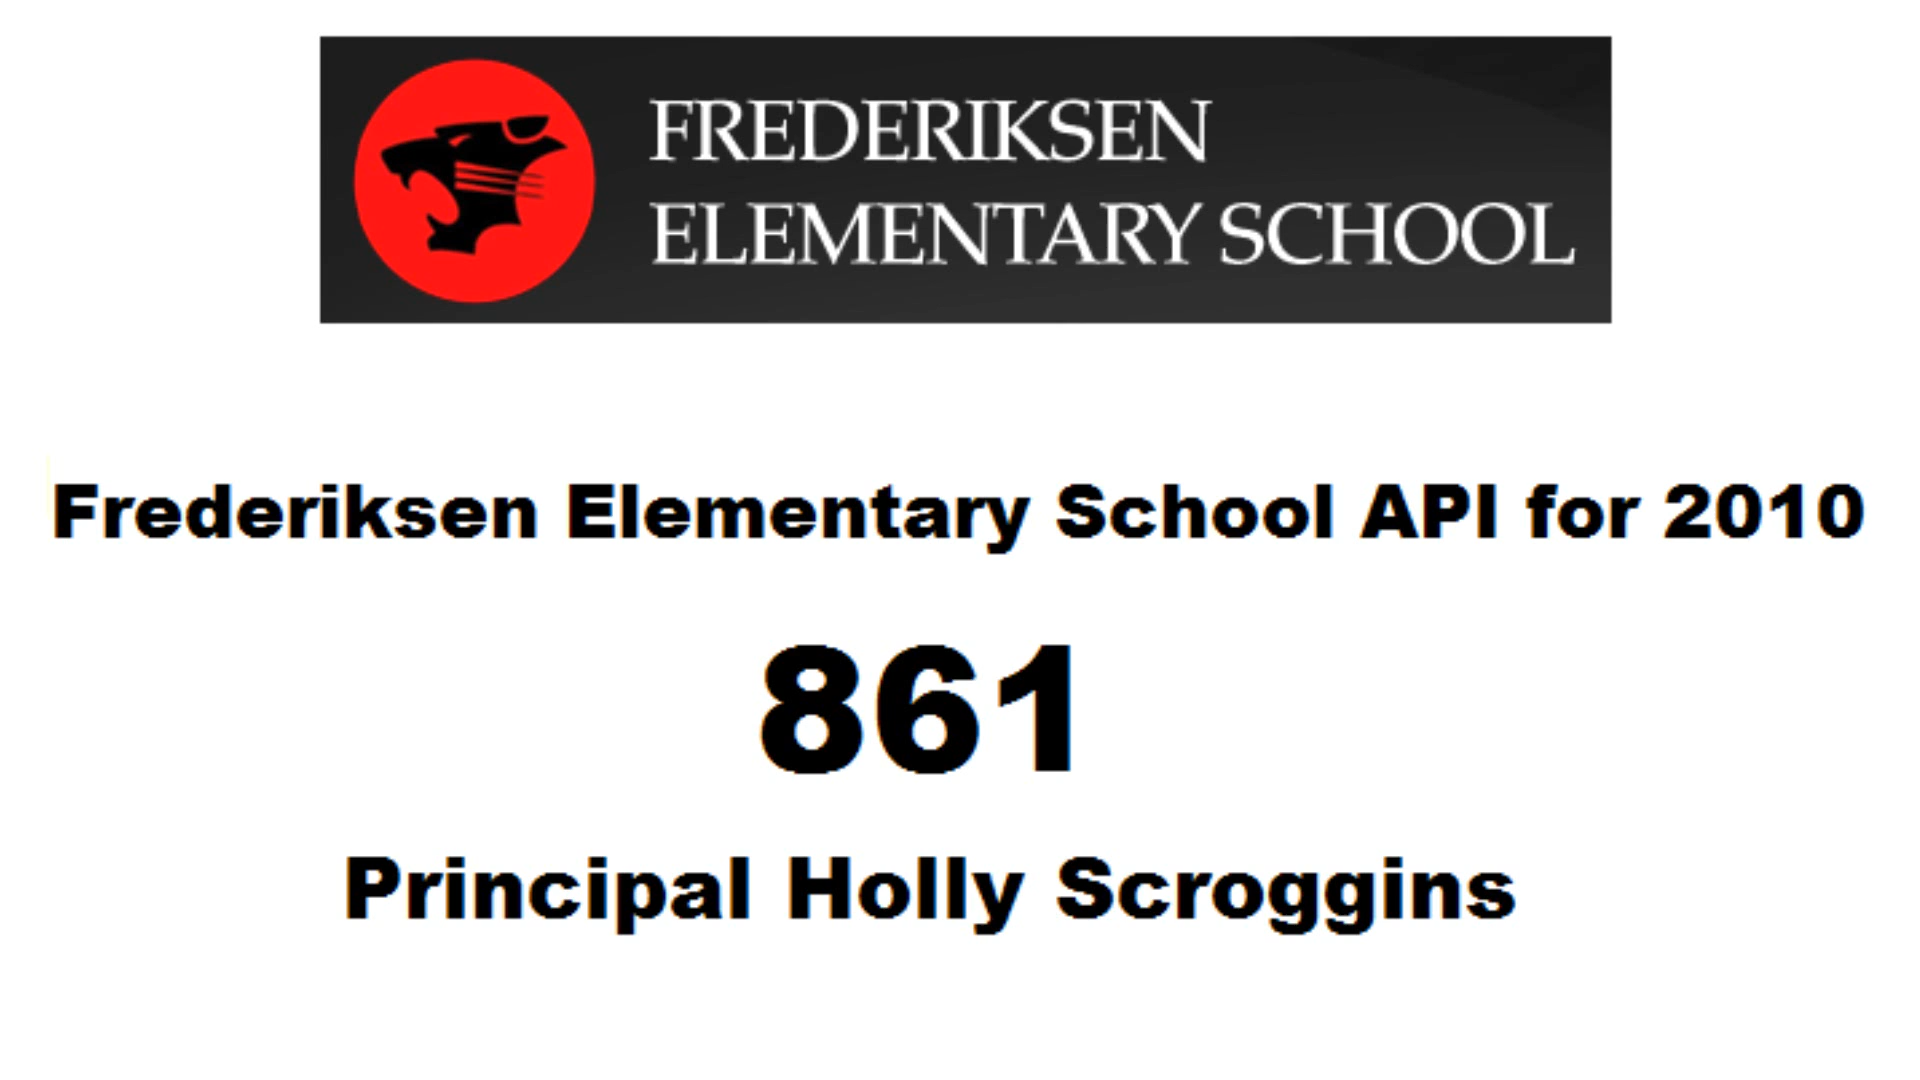 FREDERIKSEN
ELEMENTARY SCHOOL
Frederiksen Elementary School API for 2010
861
Principal Holly Scroggins